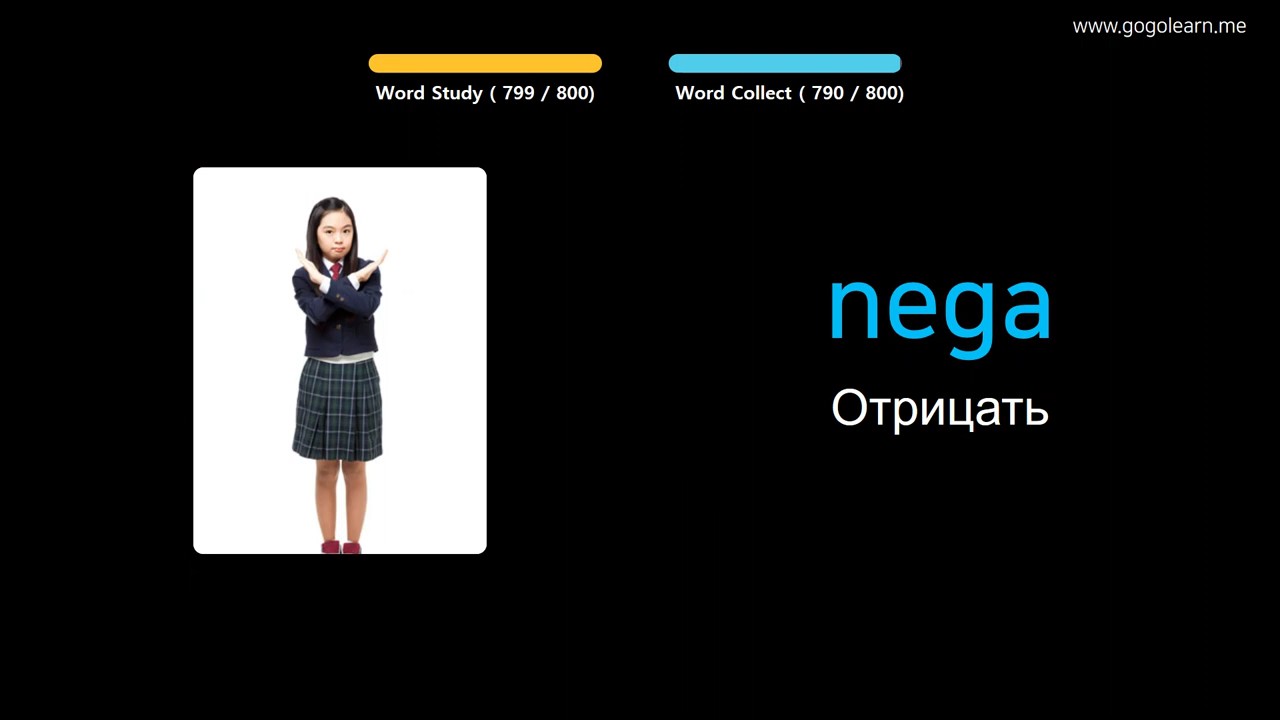 www.gogolearn.me
Word Study ( 799 / 800)
Word Collect ( 790 / 800)
nega
Отрицать